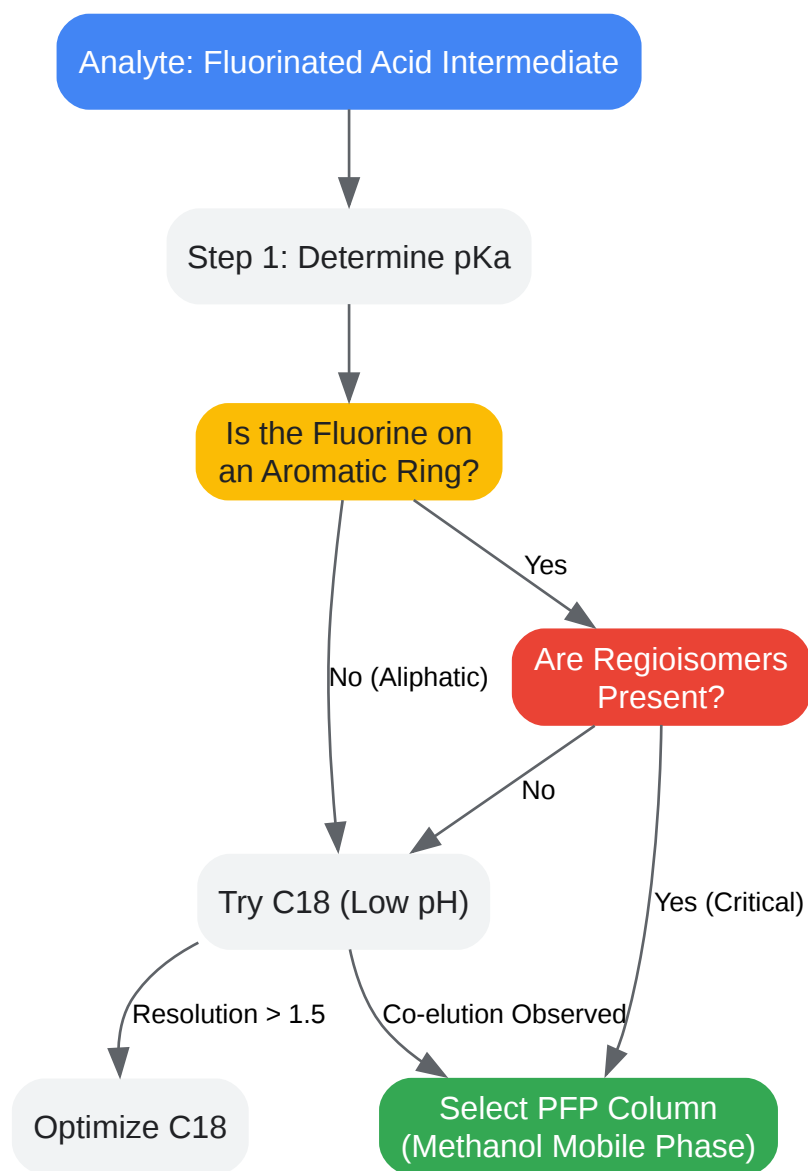 Analyte: Fluorinated Acid Intermediate
Step 1: Determine pKa
Is the Fluorine on
an Aromatic Ring?
Yes
Are Regioisomers
Present?
No (Aliphatic)
No
Try C18 (Low pH)
Yes (Critical)
Resolution > 1.5
Co-elution Observed
Optimize C18
Select PFP Column
(Methanol Mobile Phase)